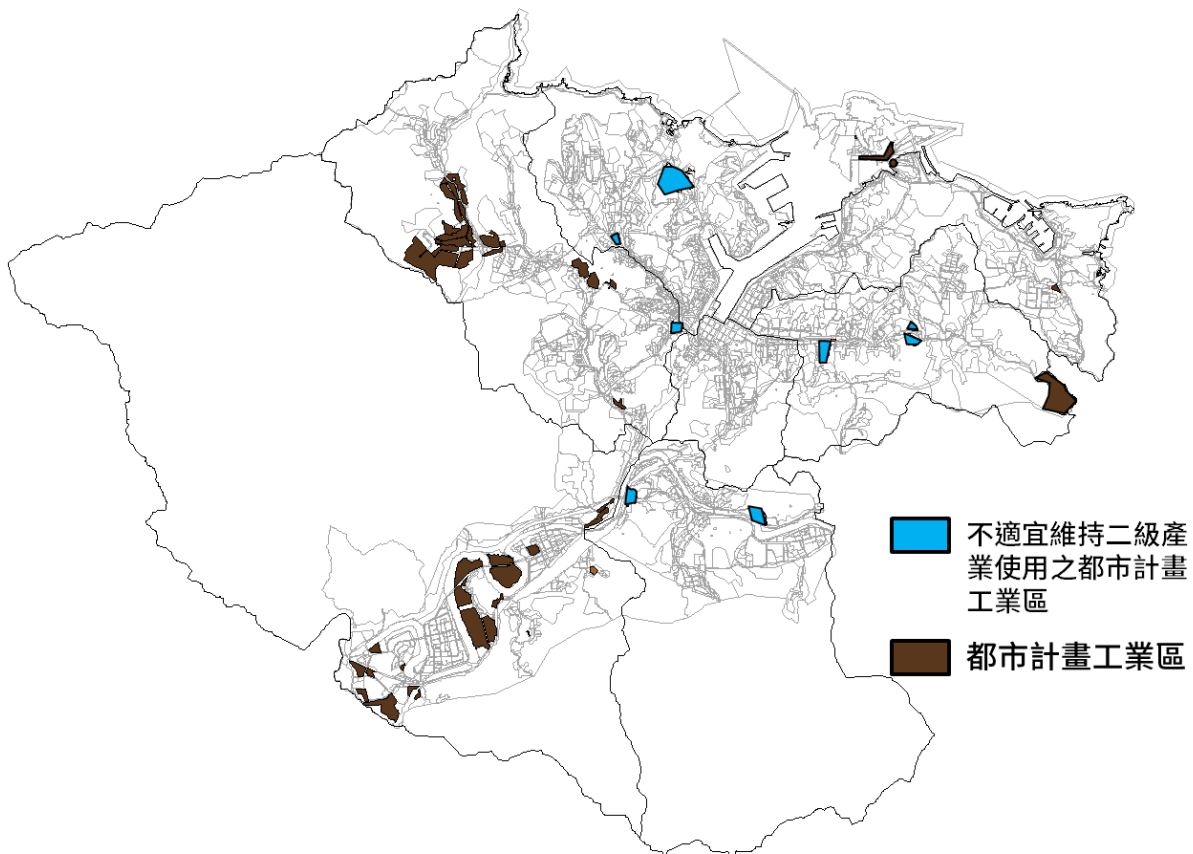 不適宜維持二級產
業使用之都市計畫
工業區
都市計畫工業區